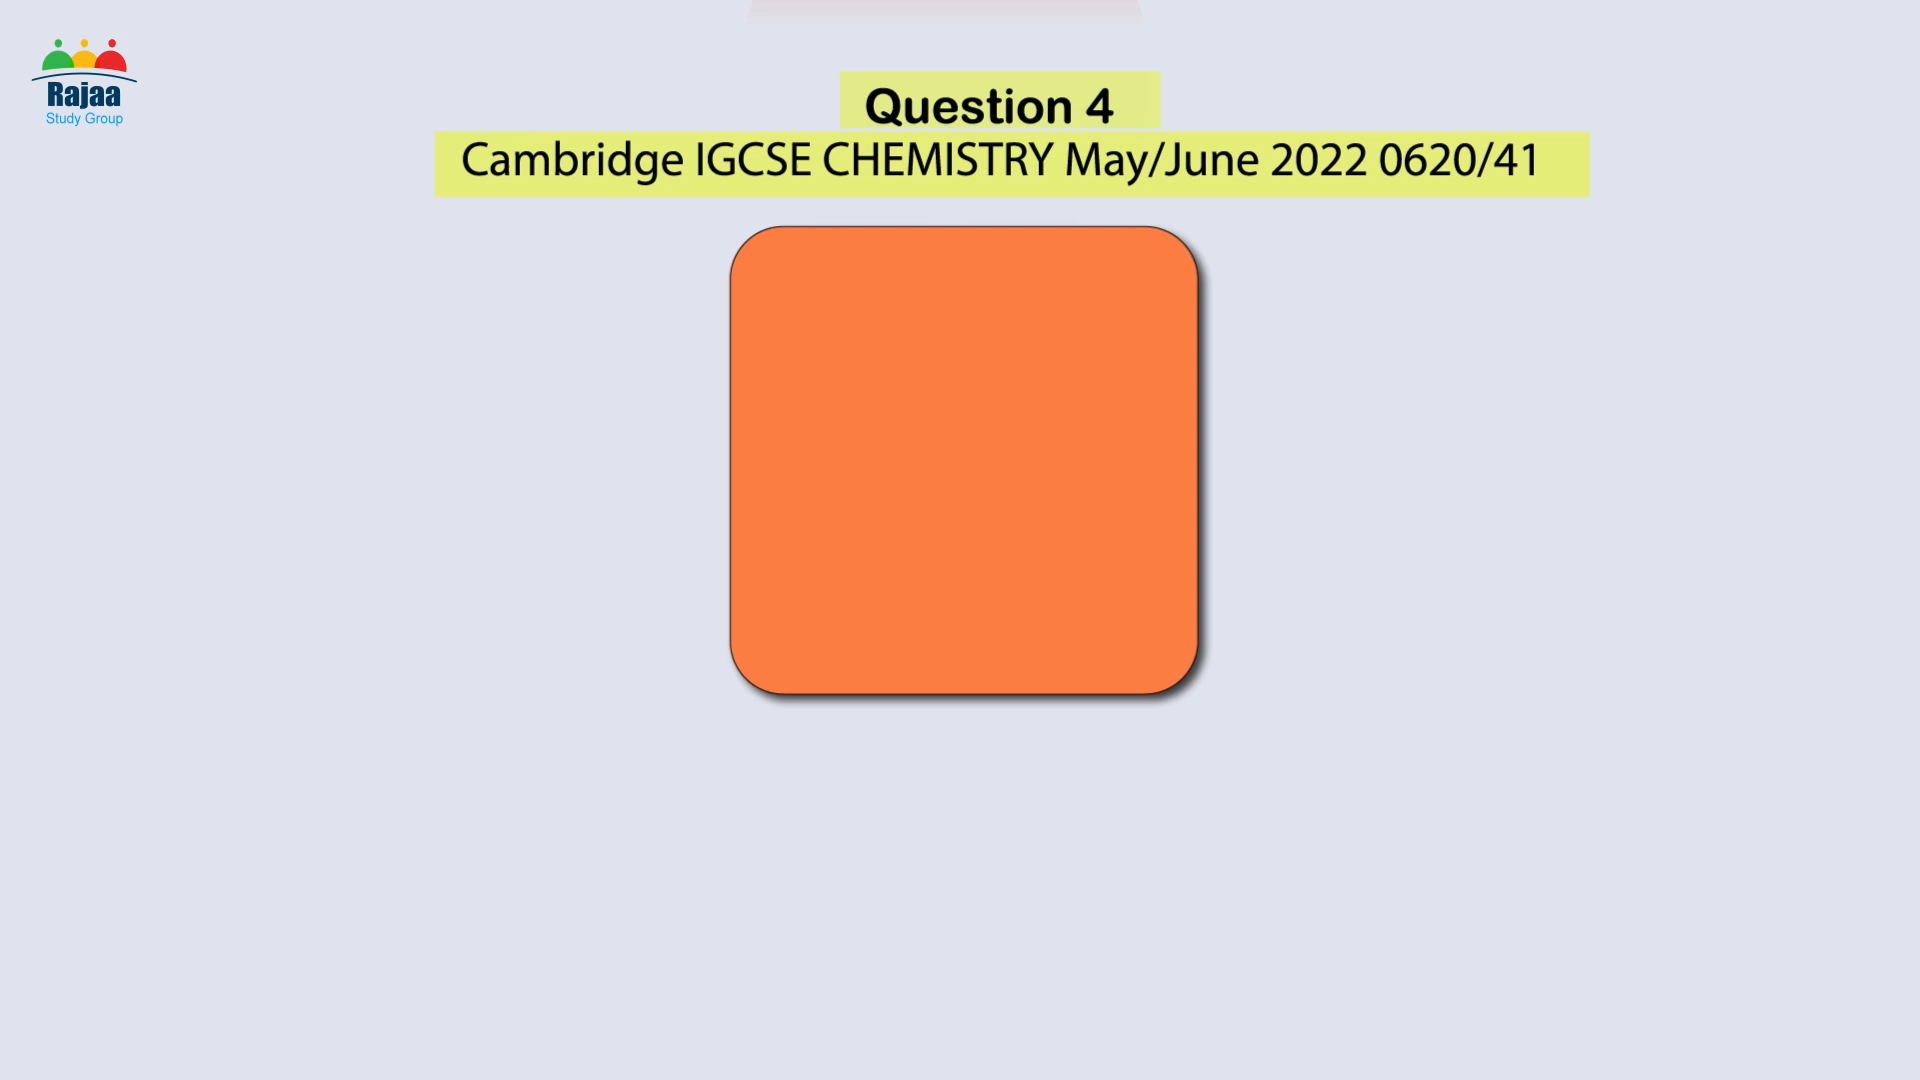 Rajaa
Study Group
Question 4
Cambridge IGCSE CHEMISTRY May/June 2022 0620/41